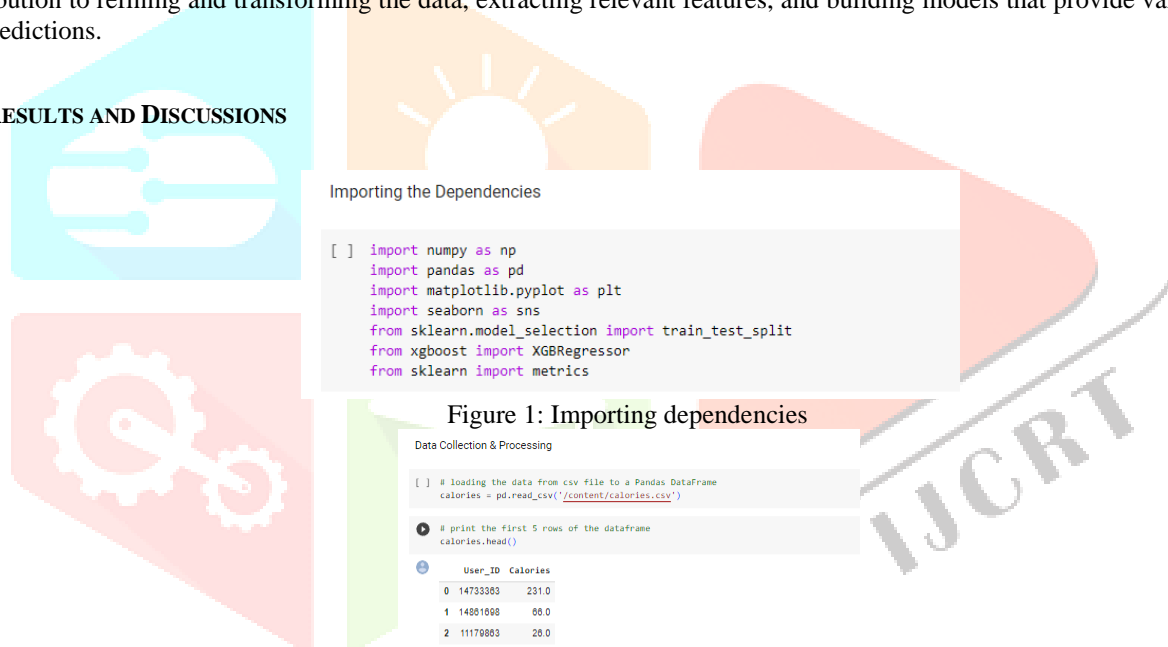 bution to refining and transforming the data, extracting relevant features, and building models that provide va
edictions.
ESULTS AND DISCUSSIONS
Importing the Dependencies
[ ] import numpy as np
import pandas as pd
import matplotlib.pyplot as plt
import seaborn as sns
from sklearn.model_selection import train_test_split
from xgboost import XGBRegressor
from sklearn import metrics
Figure 1: Importing dependencies
Data Collection & Processing
[ ] # loading the data from csv file to a Pandas DataFrame
calories = pd.read_csv('/content/calories.csv')
# print the first 5 rows of the dataframe
calories.head()
User_ID Calories
0 14733363 231.0
1 14861698 66.0
2 11179863 26.0
IJCRT